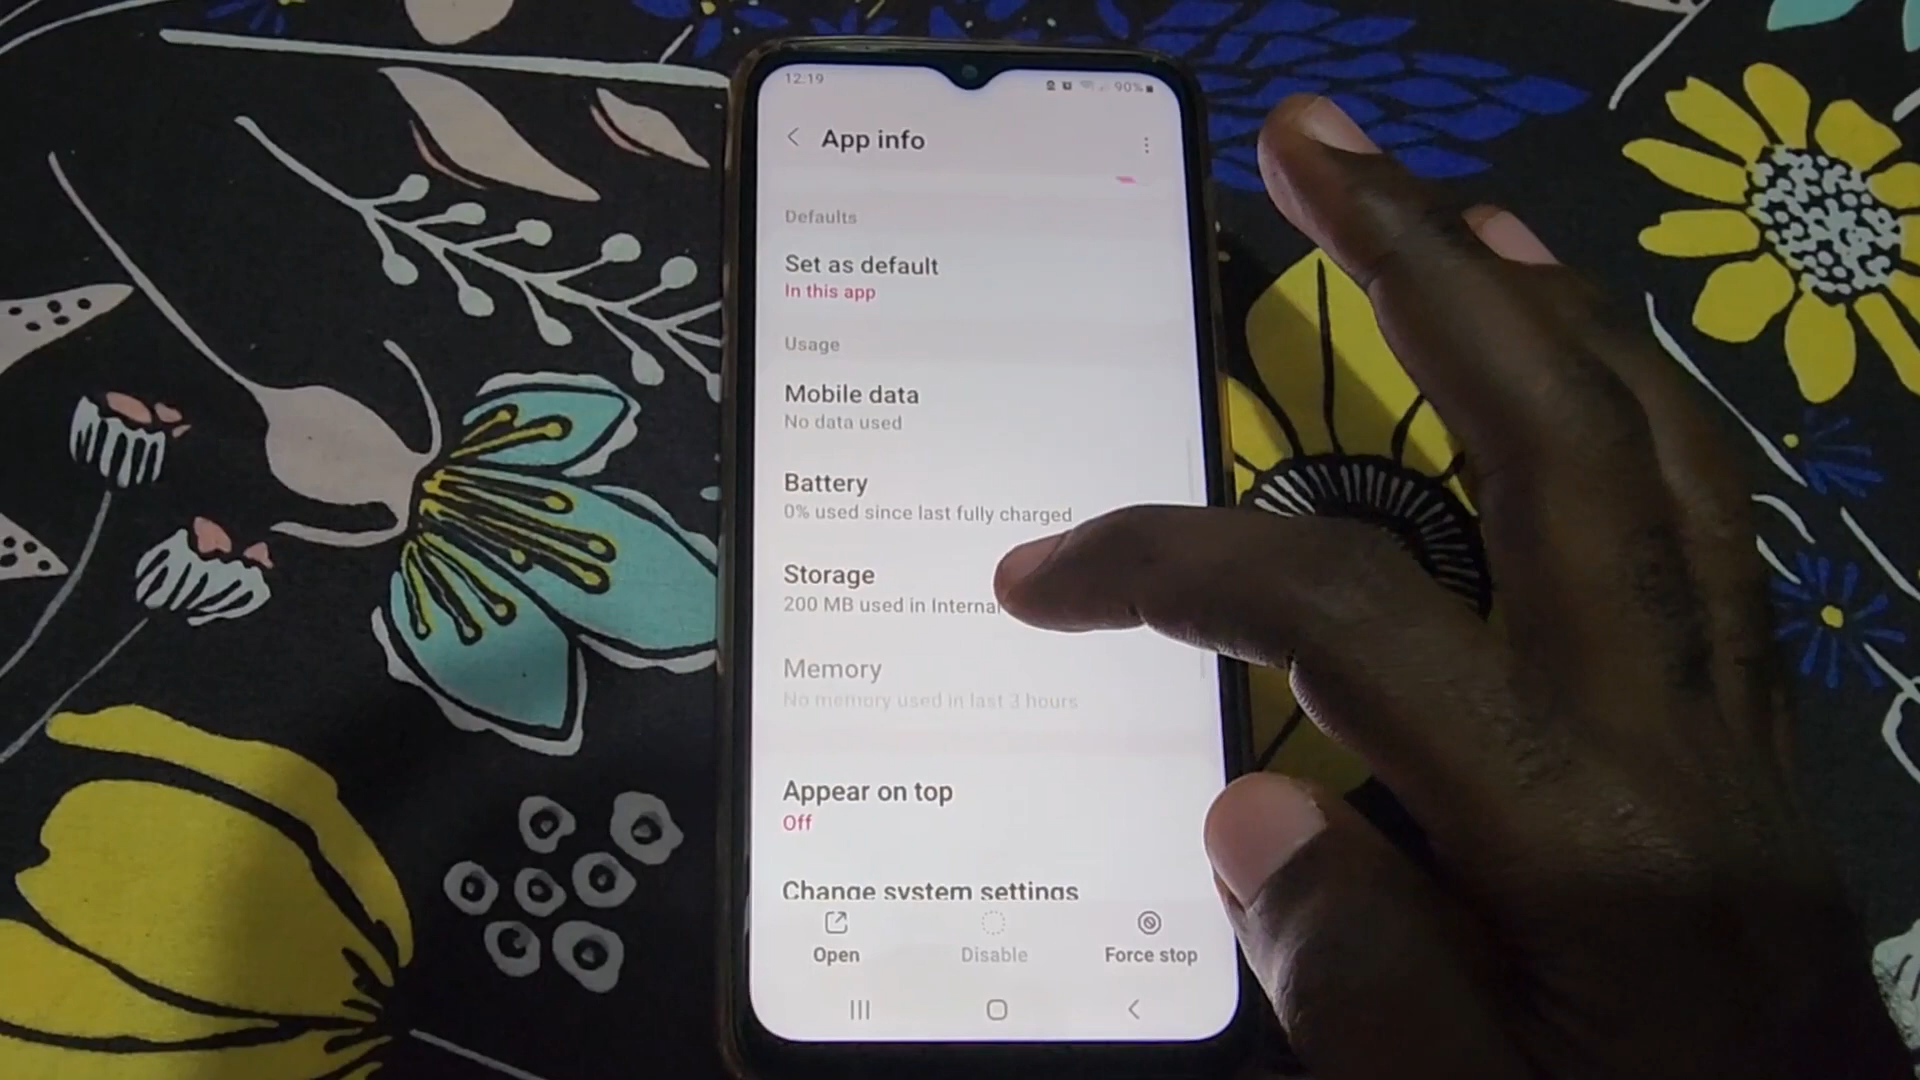 12:19
90%
App info
Defaults
Set as default
In this app
Usage
Mobile data
No data used
Battery
0% used since last fully charged
Storage
200 MB used in Internal
Memory
No memory used in last 3 hours
Appear on top
Off
Change system settings
Open
Disable
Force stop